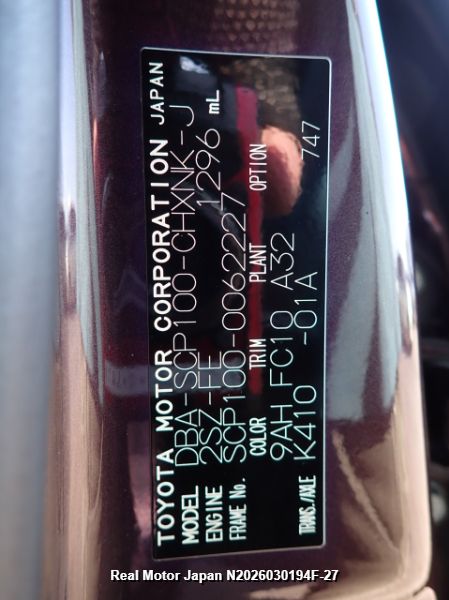 TOYOTA MOTOR CORPORATION JAPAN
MODEL DBA-SCP100-CHXNK-J
ENGINE 2SZ-FE 1296 mL
FRAME No. SCP100-0062227
COLOR TRIM PLANT OPTION
9AH FC10 A32 747
TRANS./AXLE K410 -01A
Real Motor Japan N2026030194F-27